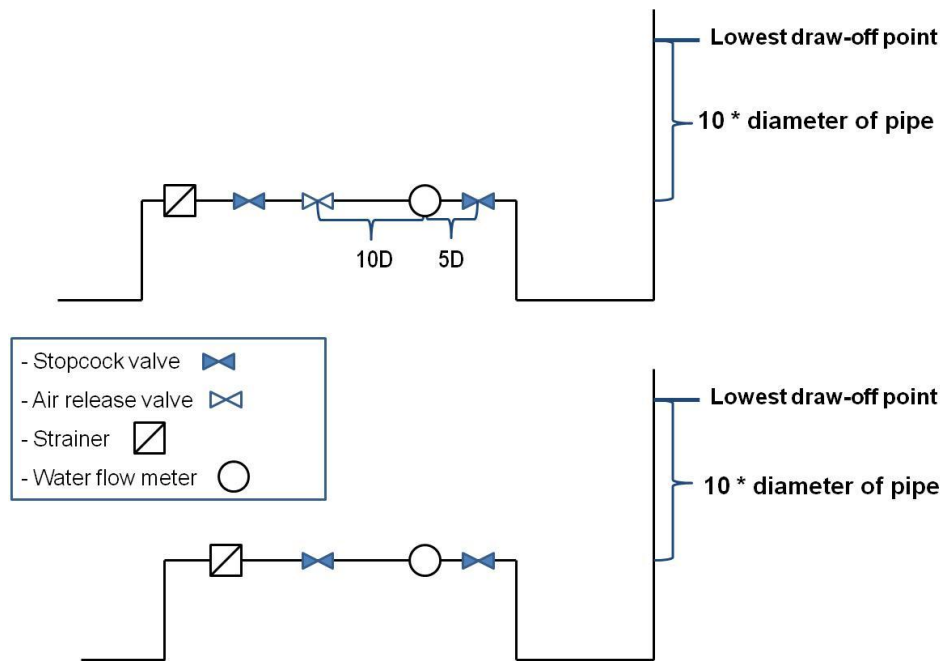 Lowest draw-off point
10 * diameter of pipe
10D
5D
- Stopcock valve
- Air release valve
- Strainer
- Water flow meter
Lowest draw-off point
10 * diameter of pipe